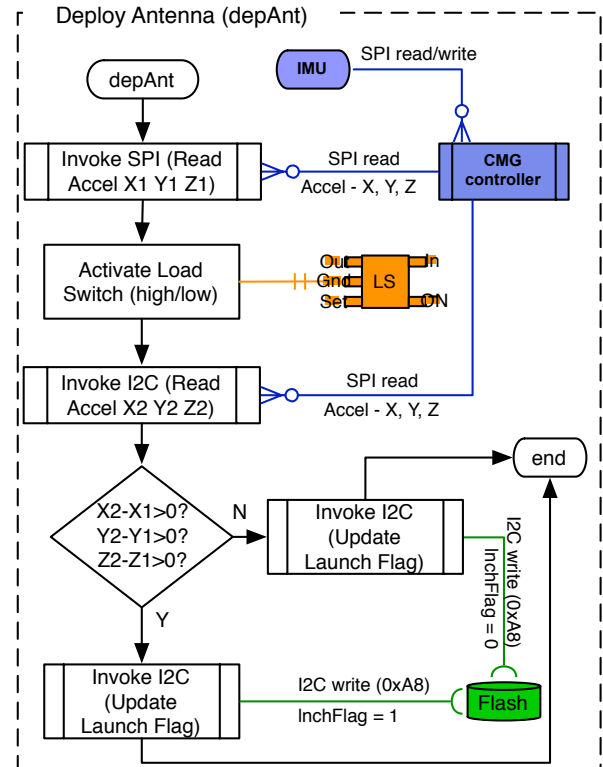 Deploy Antenna (depAnt)
depAnt
IMU
SPI read/write
Invoke SPI (Read
Accel X1 Y1 Z1)
SPI read
Accel - X, Y, Z
CMG
controller
Activate Load
Switch (high/low)
Out
Gnd
Set
LS
In
ON
Invoke I2C (Read
Accel X2 Y2 Z2)
SPI read
Accel - X, Y, Z
end
X2-X1>0?
Y2-Y1>0?
Z2-Z1>0?
N
Invoke I2C
(Update
Launch Flag)
I2C write (0xA8)
lnchFlag = 0
Y
Invoke I2C
(Update
Launch Flag)
I2C write (0xA8)
lnchFlag = 1
Flash